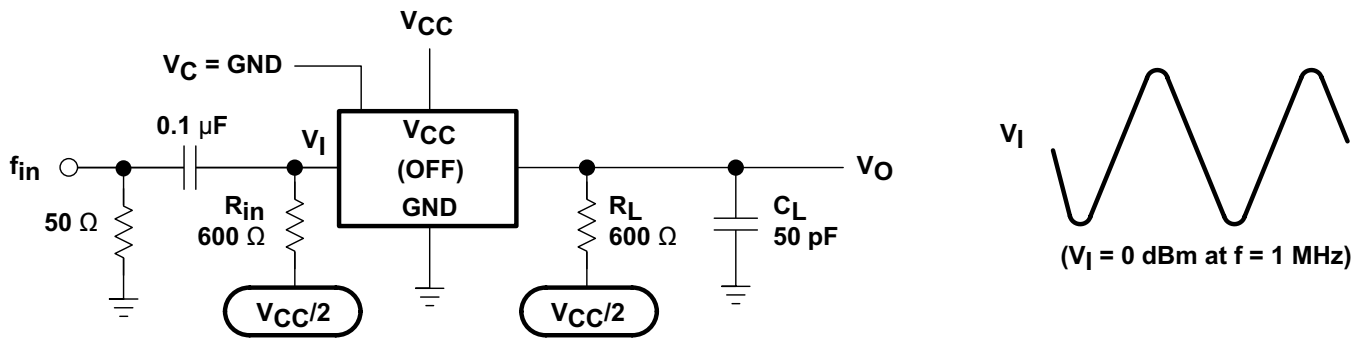 VCC
VC = GND
0.1 µF
VI
VCC
(OFF)
GND
fin
50 Ω
Rin
600 Ω
VCC/2
RL
600 Ω
VCC/2
CL
50 pF
VO
VI
(VI = 0 dBm at f = 1 MHz)